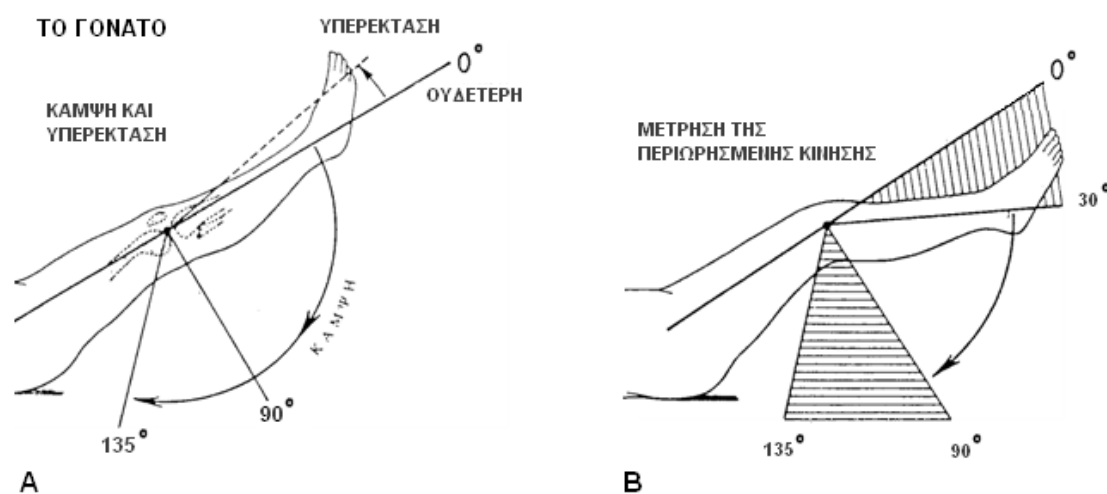 ΤΟ ΓΟΝΑΤΟ
ΥΠΕΡΕΚΤΑΣΗ
0°
ΟΥΔΕΤΕΡΗ
ΚΑΜΨΗ ΚΑΙ
ΥΠΕΡΕΚΤΑΣΗ
ΚΑΜΨΗ
90°
135°
A
0°
ΜΕΤΡΗΣΗ ΤΗΣ
ΠΕΡΙΩΡΗΣΜΕΝΗΣ ΚΙΝΗΣΗΣ
30°
135°
90°
B